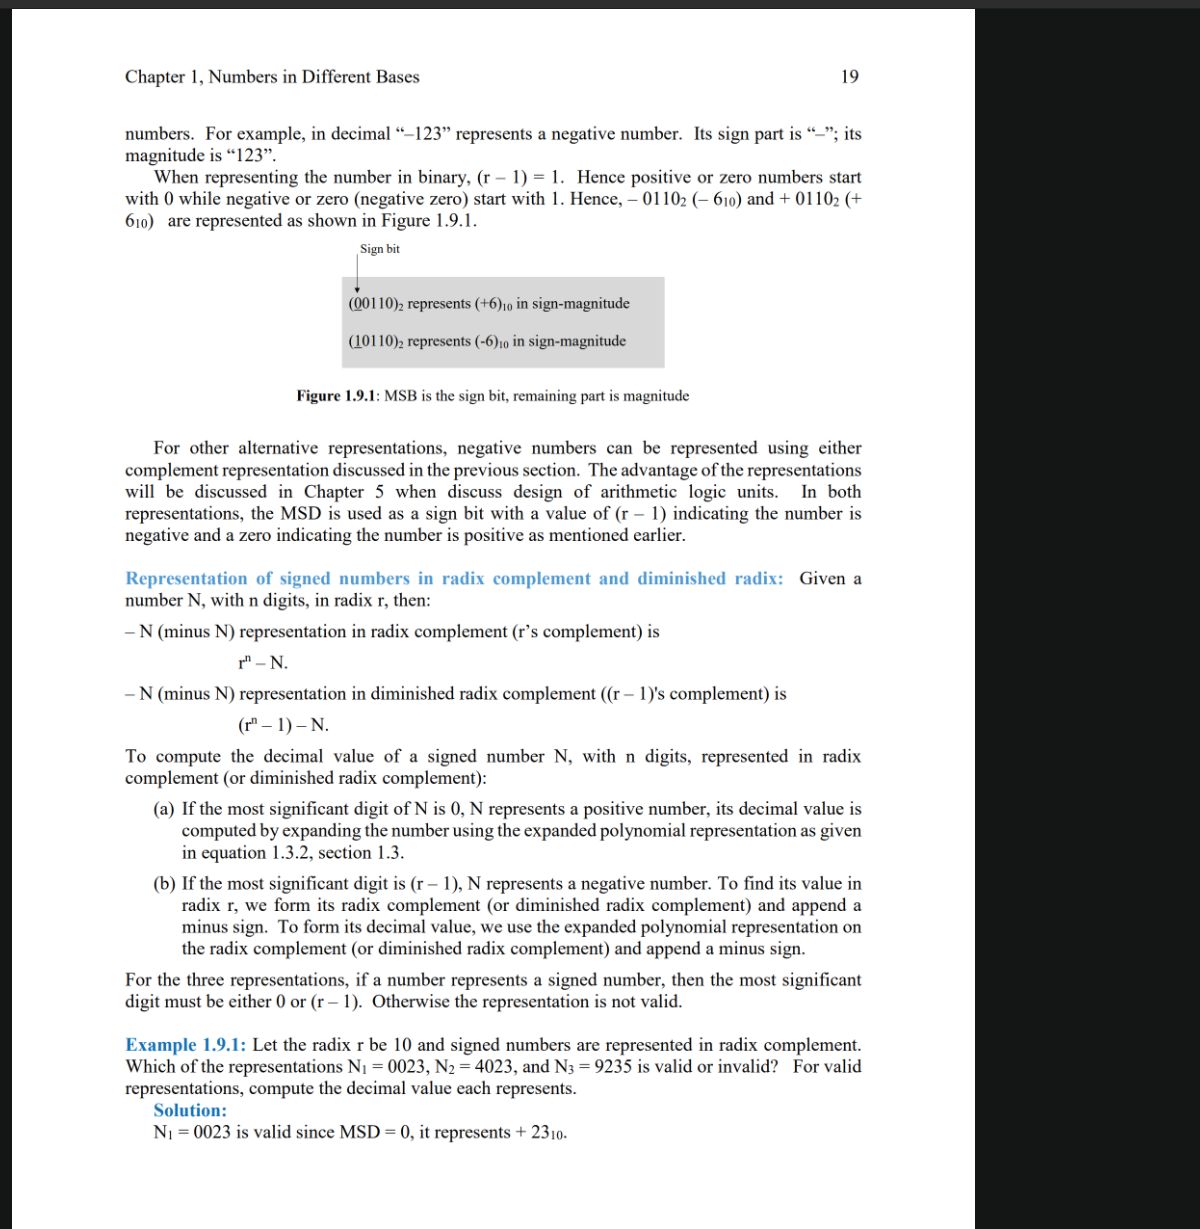 Chapter 1, Numbers in Different Bases 19
numbers. For example, in decimal “–123” represents a negative number. Its sign part is “–”; its
magnitude is “123”.
When representing the number in binary, (r – 1) = 1. Hence positive or zero numbers start
with 0 while negative or zero (negative zero) start with 1. Hence, – 0110₂ (– 6₁₀) and + 0110₂ (+
6₁₀) are represented as shown in Figure 1.9.1.
Sign bit
(00110)₂ represents (+6)₁₀ in sign-magnitude
(10110)₂ represents (-6)₁₀ in sign-magnitude
Figure 1.9.1: MSB is the sign bit, remaining part is magnitude
For other alternative representations, negative numbers can be represented using either
complement representation discussed in the previous section. The advantage of the representations
will be discussed in Chapter 5 when discuss design of arithmetic logic units. In both
representations, the MSD is used as a sign bit with a value of (r – 1) indicating the number is
negative and a zero indicating the number is positive as mentioned earlier.
Representation of signed numbers in radix complement and diminished radix: Given a
number N, with n digits, in radix r, then:
– N (minus N) representation in radix complement (r’s complement) is
rⁿ – N.
– N (minus N) representation in diminished radix complement ((r – 1)'s complement) is
(rⁿ – 1) – N.
To compute the decimal value of a signed number N, with n digits, represented in radix
complement (or diminished radix complement):
(a) If the most significant digit of N is 0, N represents a positive number, its decimal value is
computed by expanding the number using the expanded polynomial representation as given
in equation 1.3.2, section 1.3.
(b) If the most significant digit is (r – 1), N represents a negative number. To find its value in
radix r, we form its radix complement (or diminished radix complement) and append a
minus sign. To form its decimal value, we use the expanded polynomial representation on
the radix complement (or diminished radix complement) and append a minus sign.
For the three representations, if a number represents a signed number, then the most significant
digit must be either 0 or (r – 1). Otherwise the representation is not valid.
Example 1.9.1: Let the radix r be 10 and signed numbers are represented in radix complement.
Which of the representations N₁ = 0023, N₂ = 4023, and N₃ = 9235 is valid or invalid? For valid
representations, compute the decimal value each represents.
Solution:
N₁ = 0023 is valid since MSD = 0, it represents + 23₁₀.